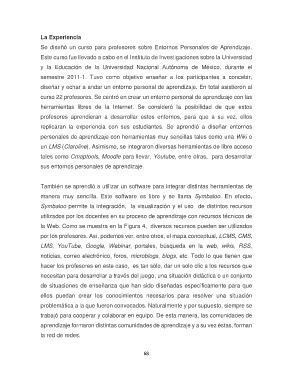 La Experiencia
Se diseñó un curso para profesores sobre Entornos Personales de Aprendizaje.
Este curso fue llevado a cabo en el Instituto de Investigaciones sobre la Universidad
y la Educación de la Universidad Nacional Autónoma de México, durante el
semestre 2011-1. Tuvo como objetivo enseñar a los participantes a concebir,
diseñar y echar a andar un entorno personal de aprendizaje. En total asistieron al
curso 22 profesores. Se centró en crear un entorno personal de aprendizaje con las
herramientas libres de la Internet. Se consideró la posibilidad de que estos
profesores aprendieran a desarrollar estos entornos, para que a su vez, ellos
replicaran la experiencia con sus estudiantes. Se aprendió a diseñar entornos
personales de aprendizaje con herramientas muy sencillas tales como una Wiki o
un LMS (Claroline). Asimismo, se integraron diversas herramientas de libre acceso
tales como Cmaptools, Moodle para llevar, Youtube, entre otras, para desarrollar
sus entornos personales de aprendizaje.
También se aprendió a utilizar un software para integrar distintas herramientas de
manera muy sencilla. Este software es libre y se llama Symbaloo. En efecto,
Symbaloo permite la integración, la visualización y el uso de distintos recursos
utilizados por los docentes en su proceso de aprendizaje con recursos técnicos de
la Web. Como se muestra en la Figura 4, diversos recursos pueden ser utilizados
por los profesores. Así, podemos ver, entre otros, el mapa conceptual, LCMS, CMS,
LMS, YouTube, Google, Webinar, portales, búsqueda en la web, wikis, RSS,
noticias, correo electrónico, foros, microblogs, blogs, etc. Todo lo que tienen que
hacer los profesores en este caso, es tan sólo, dar un solo clic a los recursos que
necesitan para desarrollar a través del juego, una situación didáctica o un conjunto
de situaciones de enseñanza que han sido diseñadas específicamente para que
ellos puedan crear los conocimientos necesarios para resolver una situación
problemática a la que fueron convocados. Naturalmente y por supuesto, siempre se
trabajó para cooperar y colaborar en equipo. De esta manera, las comunidades de
aprendizaje formaron distintas comunidades de aprendizaje y a su vez éstas, forman
la red de redes.
68